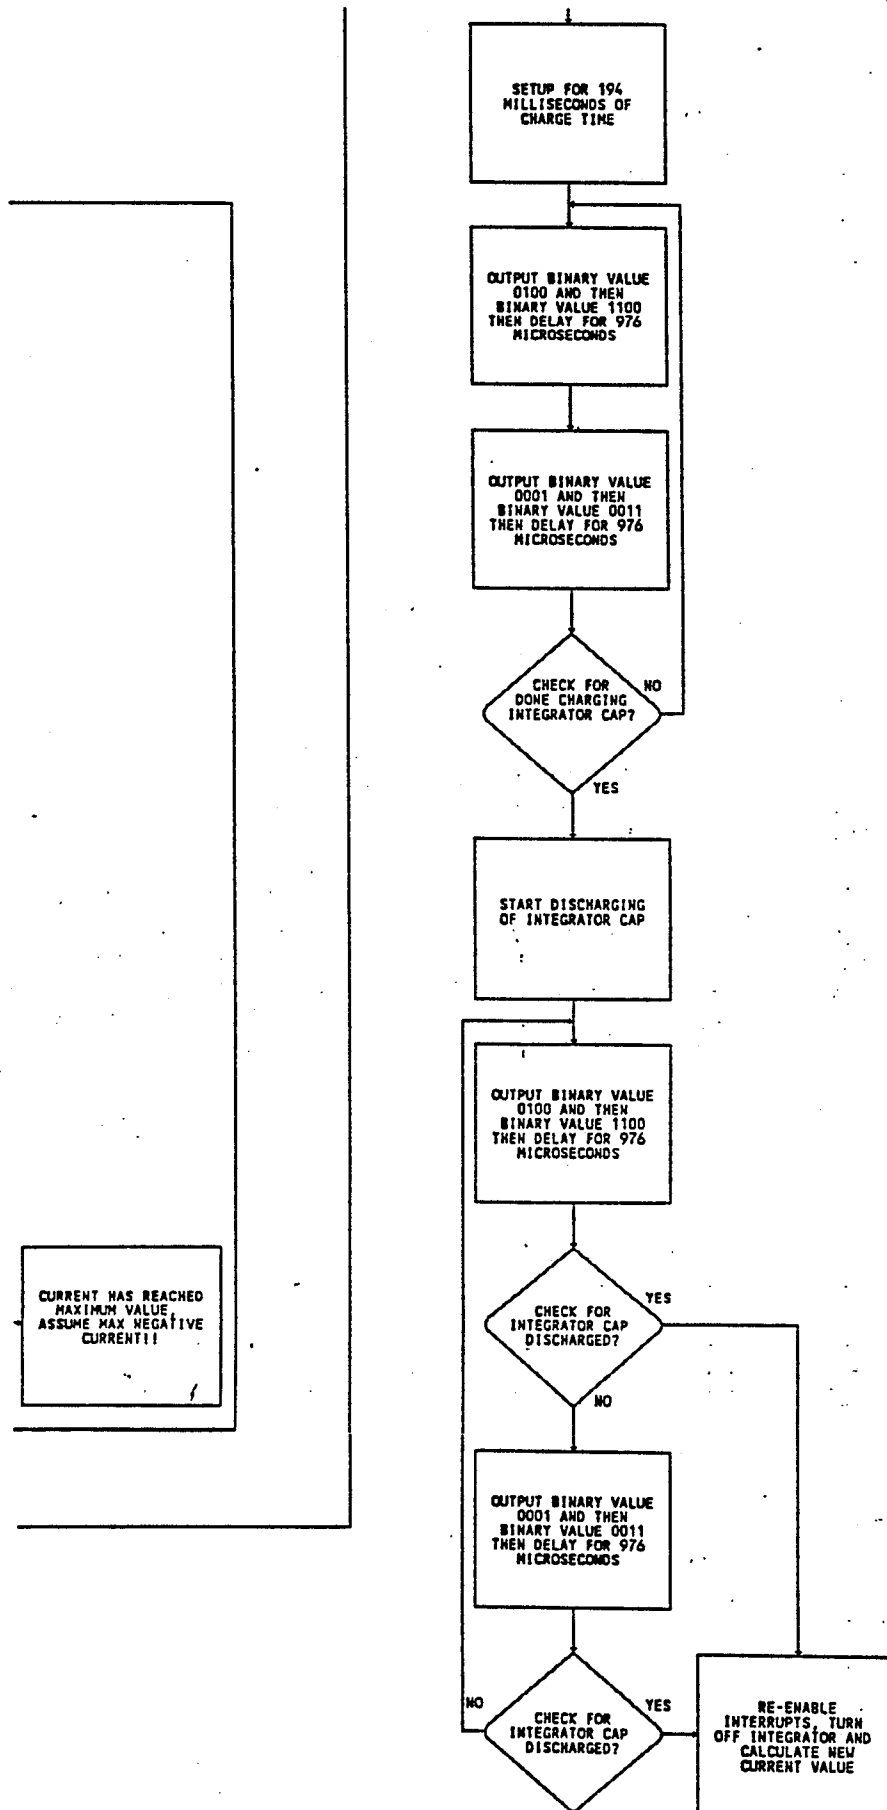 SETUP FOR 194
MILLISECONDS OF
CHARGE TIME
OUTPUT BINARY VALUE
0100 AND THEN
BINARY VALUE 1100
THEN DELAY FOR 976
MICROSECONDS
OUTPUT BINARY VALUE
0001 AND THEN
BINARY VALUE 0011
THEN DELAY FOR 976
MICROSECONDS
CHECK FOR
DONE CHARGING
INTEGRATOR CAP?
NO
YES
START DISCHARGING
OF INTEGRATOR CAP
OUTPUT BINARY VALUE
0100 AND THEN
BINARY VALUE 1100
THEN DELAY FOR 976
MICROSECONDS
CURRENT HAS REACHED
MAXIMUM VALUE,
ASSUME MAX NEGATIVE
CURRENT!!
CHECK FOR
INTEGRATOR CAP
DISCHARGED?
YES
NO
OUTPUT BINARY VALUE
0001 AND THEN
BINARY VALUE 0011
THEN DELAY FOR 976
MICROSECONDS
NO
CHECK FOR
INTEGRATOR CAP
DISCHARGED?
YES
RE-ENABLE
INTERRUPTS, TURN
OFF INTEGRATOR AND
CALCULATE NEW
CURRENT VALUE